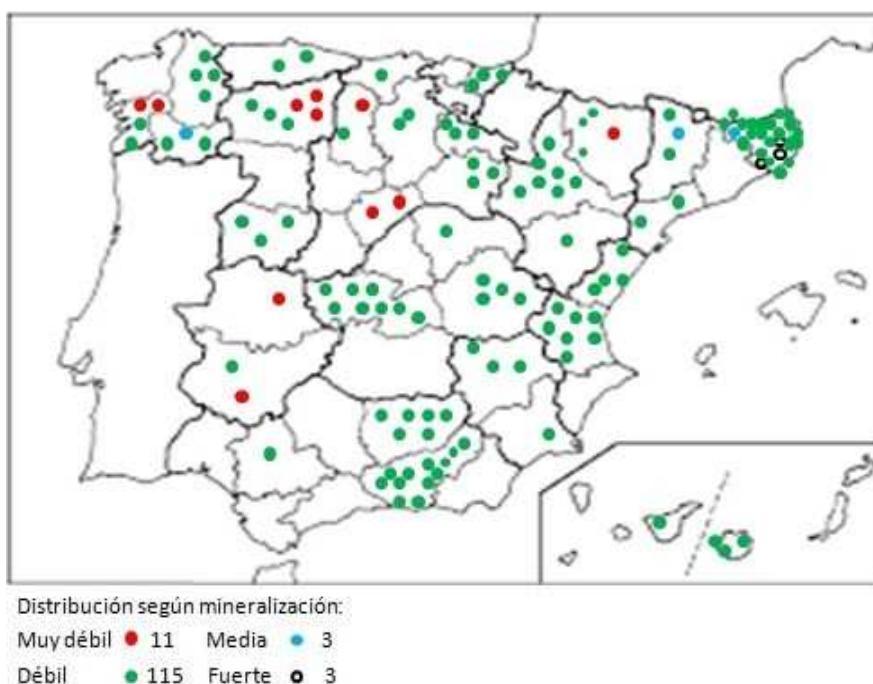 Distribución según mineralización:
Muy débil 11 Media 3
Débil 115 Fuerte 3